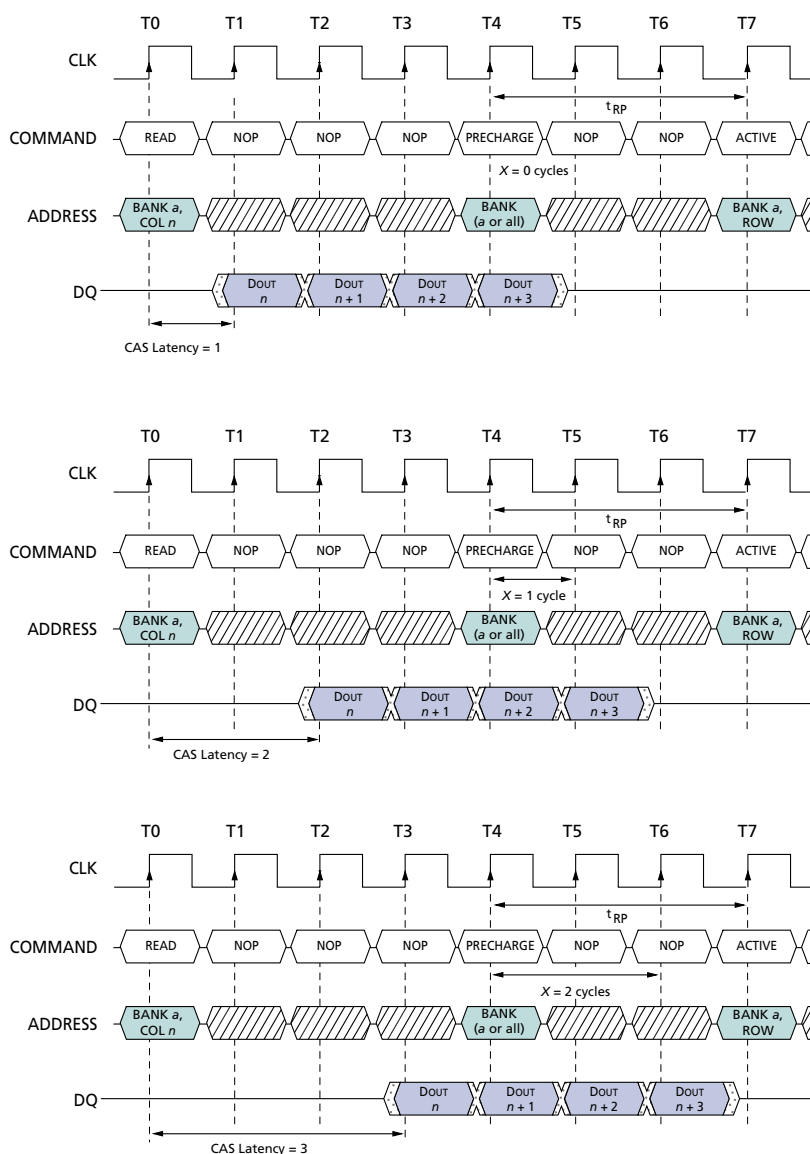 T0 T1 T2 T3 T4 T5 T6 T7
CLK
tRP
COMMAND READ NOP NOP NOP PRECHARGE NOP NOP ACTIVE
X = 0 cycles
ADDRESS BANK a, COL n BANK (a or all) BANK a, ROW
DQ DOUT n DOUT n + 1 DOUT n + 2 DOUT n + 3
CAS Latency = 1
T0 T1 T2 T3 T4 T5 T6 T7
CLK
tRP
COMMAND READ NOP NOP NOP PRECHARGE NOP NOP ACTIVE
X = 1 cycle
ADDRESS BANK a, COL n BANK (a or all) BANK a, ROW
DQ DOUT n DOUT n + 1 DOUT n + 2 DOUT n + 3
CAS Latency = 2
T0 T1 T2 T3 T4 T5 T6 T7
CLK
tRP
COMMAND READ NOP NOP NOP PRECHARGE NOP NOP ACTIVE
X = 2 cycles
ADDRESS BANK a, COL n BANK (a or all) BANK a, ROW
DQ DOUT n DOUT n + 1 DOUT n + 2 DOUT n + 3
CAS Latency = 3